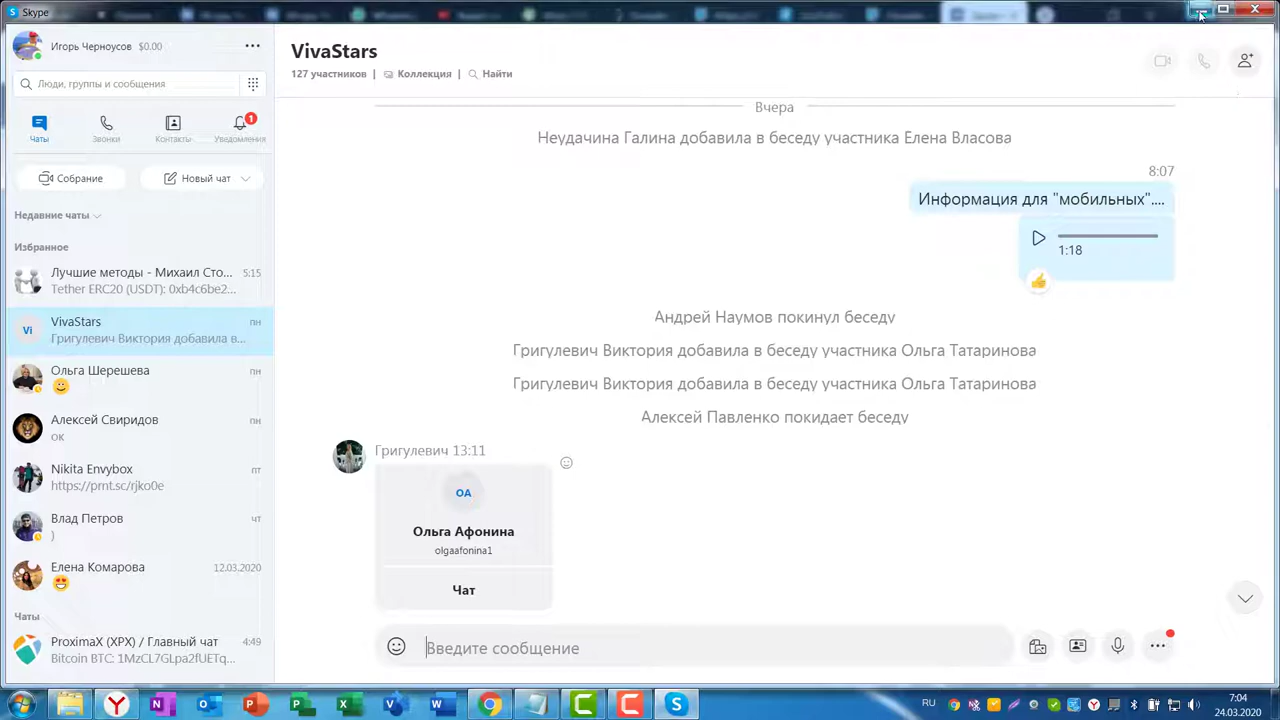 Skype
Игорь Черноусов $0.00
Люди, группы и сообщения
Чаты
Звонки
Контакты
1
Уведомления
Собрание
Новый чат
Недавние чаты
Избранное
Лучшие методы - Михаил Сто... 5:15
Tether ERC20 (USDT): 0xb4c6be2...
Vi
VivaStars пн
Григулевич Виктория добавила в...
Ольга Шерешева пн
Алексей Свиридов пн
ок
Nikita Envybox пт
https://prnt.sc/rjko0e
Влад Петров чт
)
Елена Комарова 12.03.2020
Чаты
ProximaX (XPX) / Главный чат 4:49
Bitcoin BTC: 1MzCL7GLpa2fUETq...
VivaStars
127 участников | Коллекция | Найти
Вчера
Неудачина Галина добавила в беседу участника Елена Власова
8:07
Информация для "мобильных"....
1:18
Андрей Наумов покинул беседу
Григулевич Виктория добавила в беседу участника Ольга Татаринова
Григулевич Виктория добавила в беседу участника Ольга Татаринова
Алексей Павленко покидает беседу
Григулевич 13:11
ОА
Ольга Афонина
olgaafonina1
Чат
Введите сообщение
RU
7:04
24.03.2020